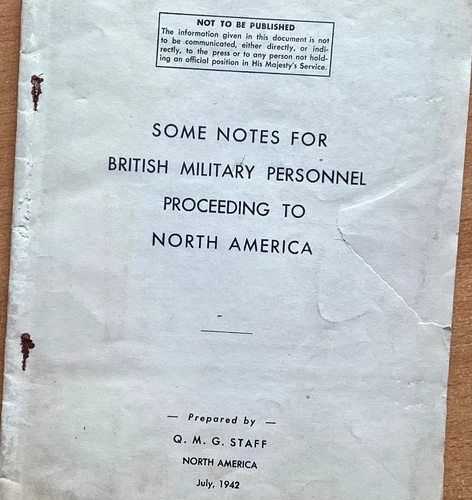 NOT TO BE PUBLISHED
The information given in this document is not
to be communicated, either directly, or indi-
rectly, to the press or to any person not hold-
ing an official position in His Majesty's Service.
SOME NOTES FOR
BRITISH MILITARY PERSONNEL
PROCEEDING TO
NORTH AMERICA
— Prepared by —
Q. M. G. STAFF
NORTH AMERICA
July, 1942